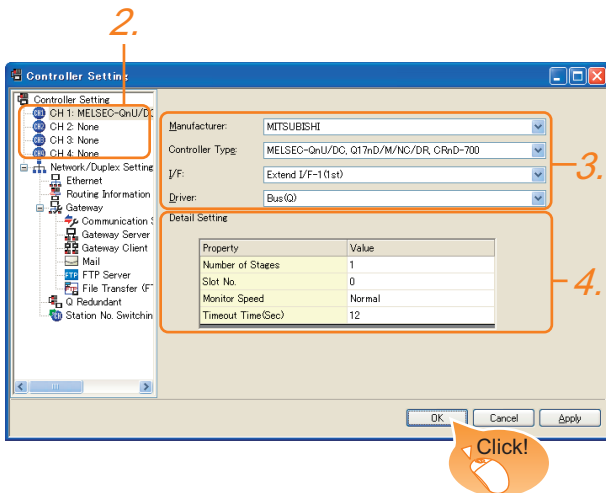 2.
Controller Setting
Controller Setting
CH 1: MELSEC-QnU/DC
CH 2: None
CH 3: None
CH 4: None
Network/Duplex Setting
Ethernet
Routing Information
Gateway
Communication S
Gateway Server
Gateway Client
Mail
FTP Server
File Transfer (FT
Q Redundant
Station No. Switchin
Manufacturer: MITSUBISHI
Controller Type: MELSEC-QnU/DC, Q17nD/M/NC/DR, CRnD-700
I/F: Extend I/F-1(1st)
Driver: Bus(Q)
3.
Detail Setting
Property Value
Number of Stages 1
Slot No. 0
Monitor Speed Normal
Timeout Time(Sec) 12
4.
OK Cancel Apply
Click!